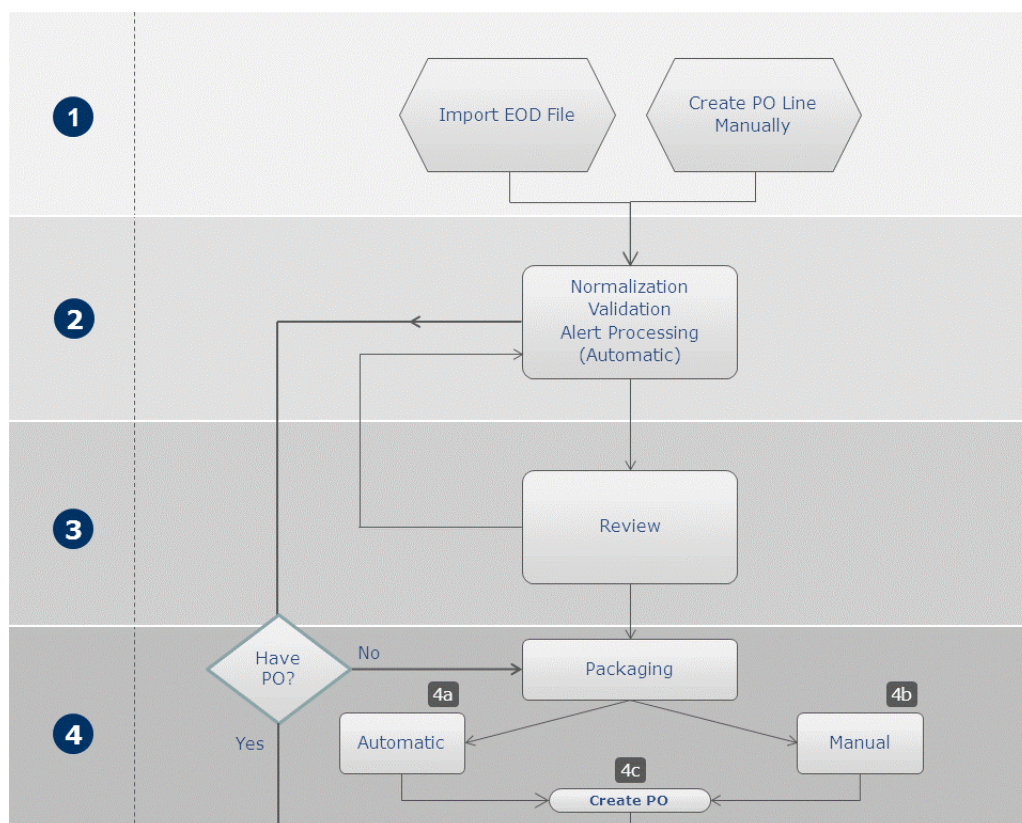 1
Import EOD File
Create PO Line
Manually
2
Normalization
Validation
Alert Processing
(Automatic)
3
Review
4
Have
PO?
No
Yes
Packaging
4a
Automatic
4b
Manual
4c
Create PO